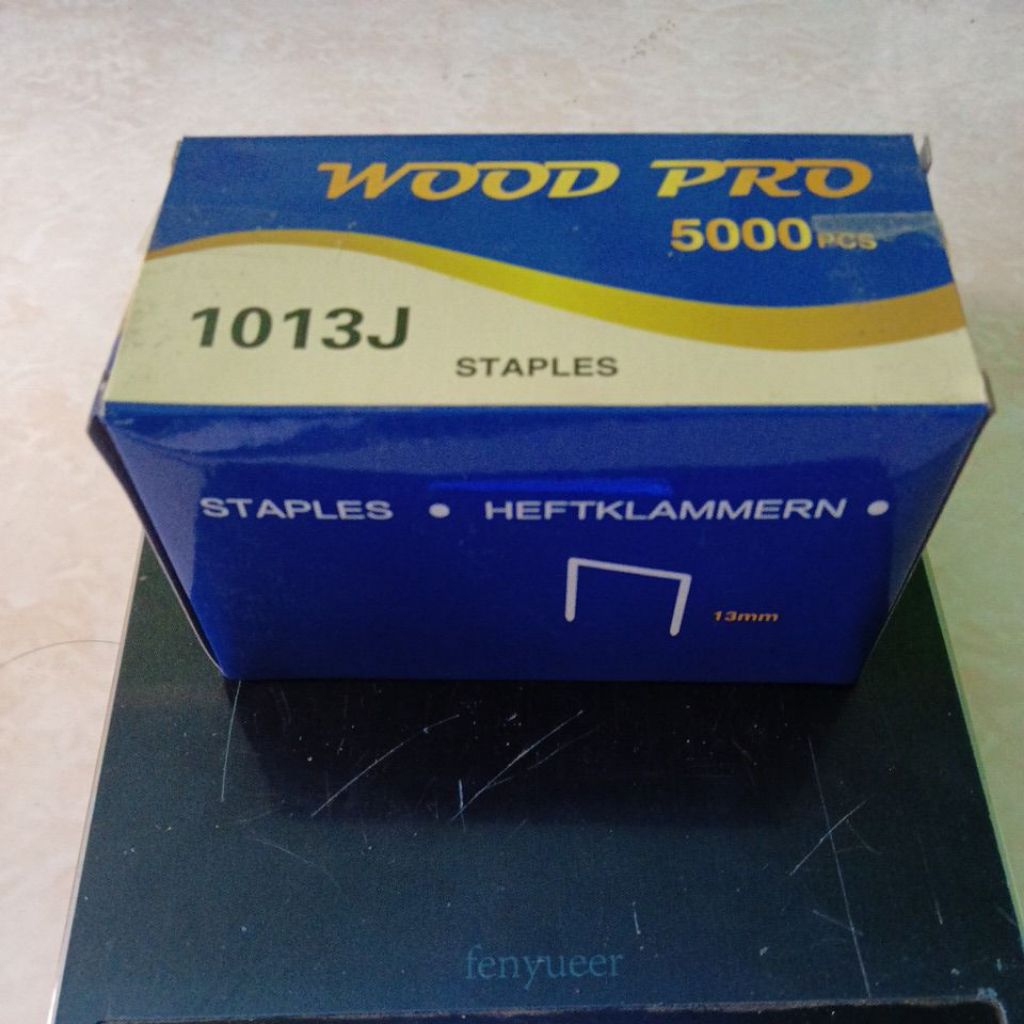 WOOD PRO
5000PCS
1013J
STAPLES
STAPLES • HEFTKLAMMERN •
13mm
fenyueer